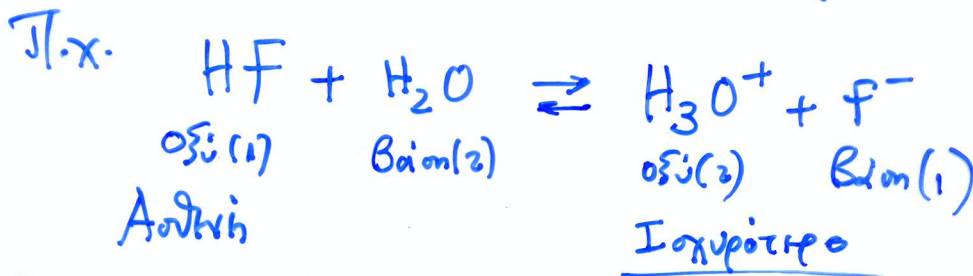 Π.χ. HF + H₂O ⇄ H₃O⁺ + F⁻
οξύ(1) βάση(2) οξύ(2) βάση(1)
Ασθενή Ισχυρότερο